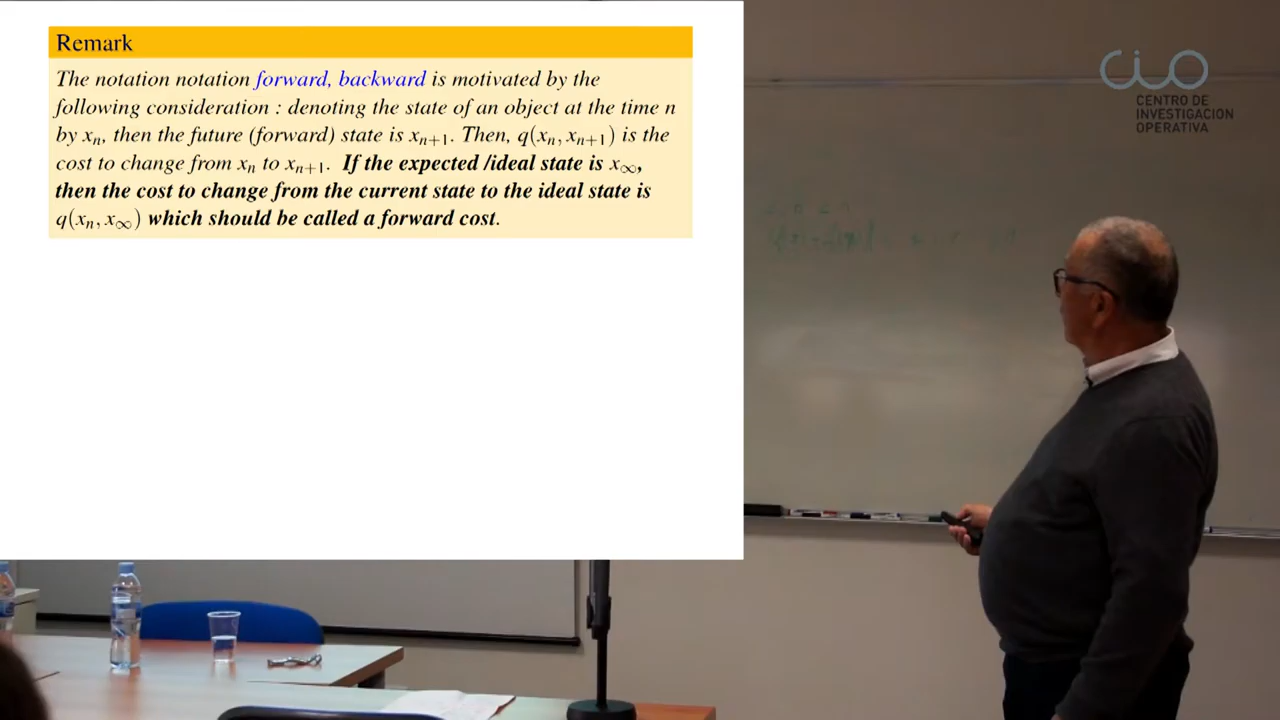 Remark
The notation notation forward, backward is motivated by the
following consideration : denoting the state of an object at the time n
by xₙ, then the future (forward) state is xₙ₊₁. Then, q(xₙ, xₙ₊₁) is the
cost to change from xₙ to xₙ₊₁. If the expected /ideal state is x∞,
then the cost to change from the current state to the ideal state is
q(xₙ, x∞) which should be called a forward cost.
CIO
CENTRO DE
INVESTIGACION
OPERATIVA